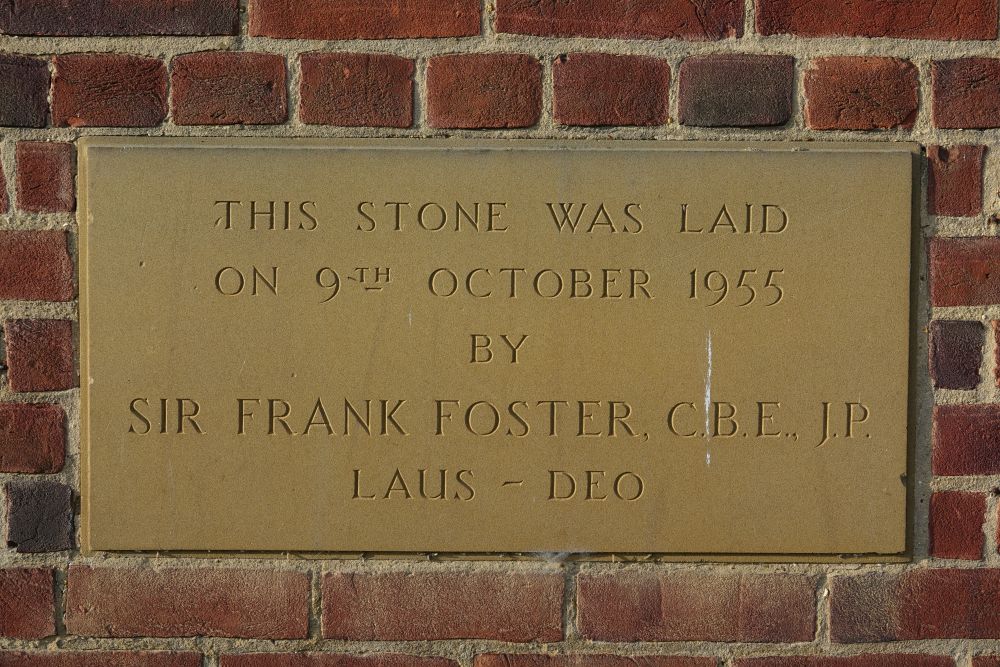 THIS STONE WAS LAID
ON 9TH OCTOBER 1955
BY
SIR FRANK FOSTER, C.B.E., J.P.
LAUS - DEO